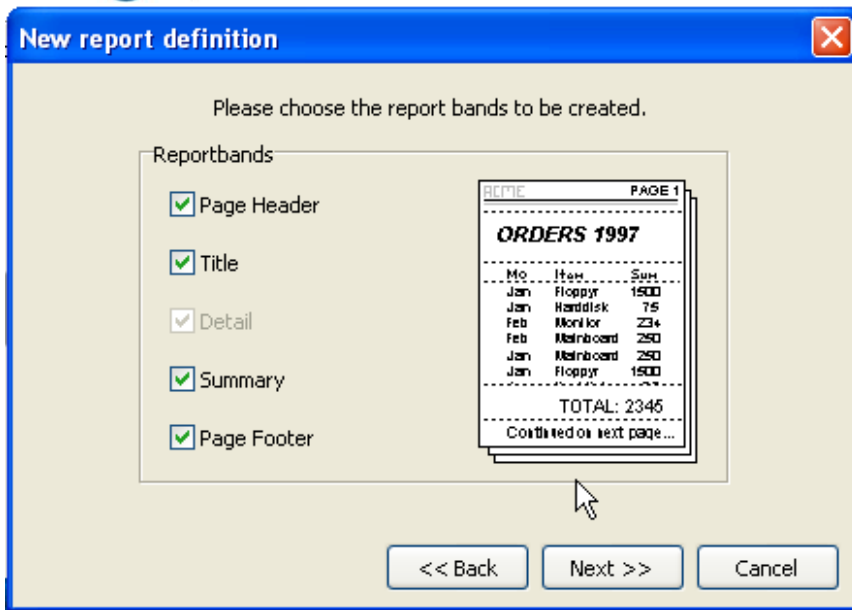 New report definition
Please choose the report bands to be created.
Reportbands
Page Header
Title
Detail
Summary
Page Footer
ACME PAGE 1
ORDERS 1997
Mo Item Sum
Jan Floppy 1500
Jan Harddisk 75
Feb Monitor 234
Feb Mainboard 250
Jan Mainboard 250
Jan Floppy 1500
TOTAL: 2345
Continued on next page...
<< Back Next >> Cancel